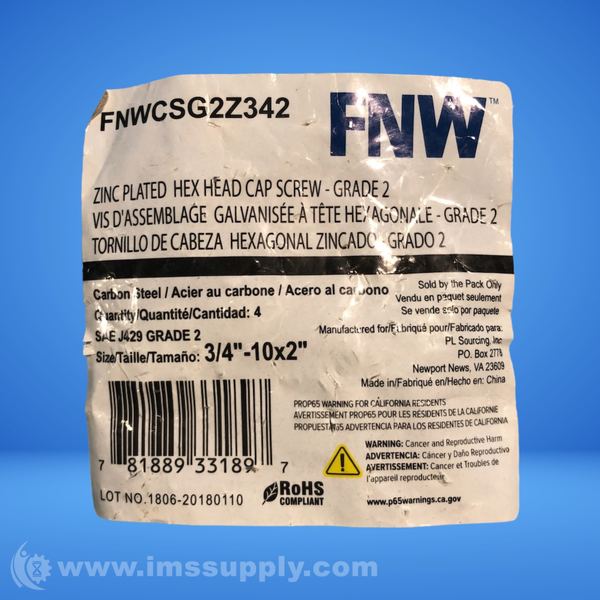 FNWCSG2Z342
FNW™
ZINC PLATED HEX HEAD CAP SCREW - GRADE 2
VIS D'ASSEMBLAGE GALVANISÉE À TÊTE HEXAGONALE - GRADE 2
TORNILLO DE CABEZA HEXAGONAL ZINCADO - GRADO 2
Carbon Steel / Acier au carbone / Acero al carbono
Quantity/Quantité/Cantidad: 4
SAE J429 GRADE 2
Size/Taille/Tamaño: 3/4"-10x2"
Sold by the Pack Only
Vendu en paquet seulement
Se vende solo por paquete
Manufactured for/Fabriqué pour/Fabricado para:
PL Sourcing, Inc
PO. Box 2778
Newport News, VA 23609
Made in/Fabriqué en/Hecho en: China
PROP65 WARNING FOR CALIFORNIA RESIDENTS
AVERTISSEMENT PROP65 POUR LES RESIDENTS DE LA CALIFORNIE
PROPUESTA65 ADVERTENCIA PARA LOS RESIDENTES DE CALIFORNIA
WARNING: Cancer and Reproductive Harm
ADVERTENCIA: Cáncer y Daño Reproductivo
AVERTISSEMENT: Cancer et Troubles de
l'appareil reproducteur
www.p65warnings.ca.gov
7 81889 33189 7
LOT NO. 1806-20180110
RoHS
COMPLIANT
www.imssupply.com